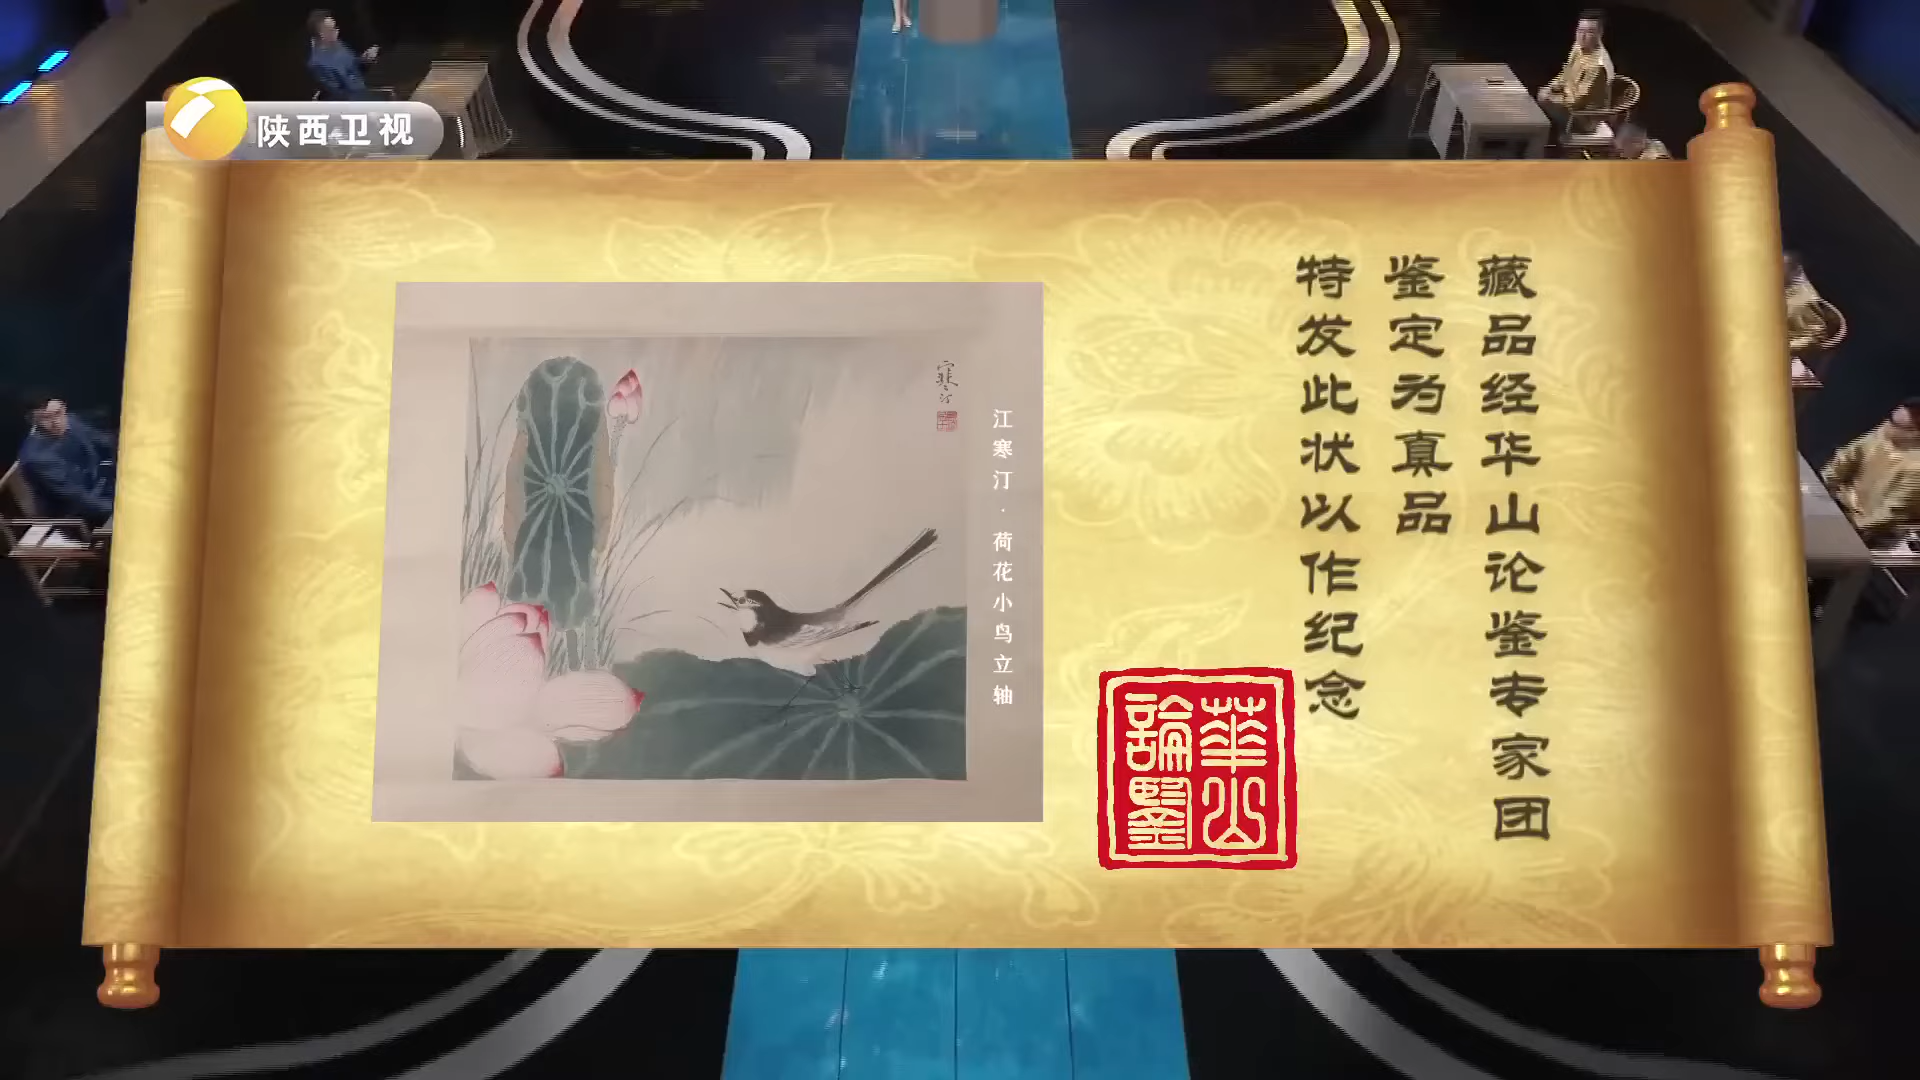 陕西卫视
藏品经华山论鉴专家团
鉴定为真品
特发此状以作纪念
華山
論鑒
江寒汀·荷花小鸟立轴
寒汀